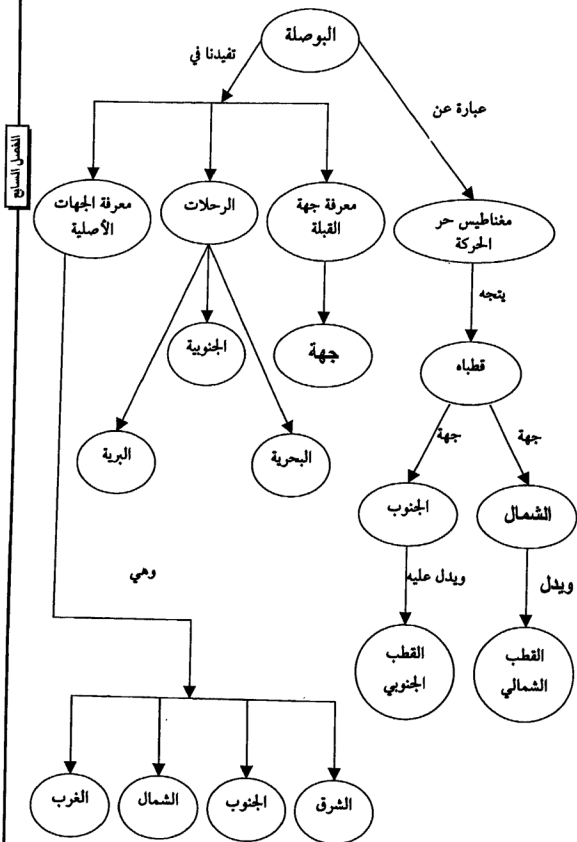 البوصلة
تفيدنا في
عبارة عن
الفصل السابع
معرفة الجهات
الأصلية
الرحلات
معرفة جهة
القبلة
مغناطيس حر
الحركة
يتجه
الجنوبية
جهة
قطباه
البرية
البحرية
جهة
جهة
الجنوب
الشمال
وهي
ويدل عليه
ويدل
القطب
الجنوبي
القطب
الشمالي
الغرب
الشمال
الجنوب
الشرق